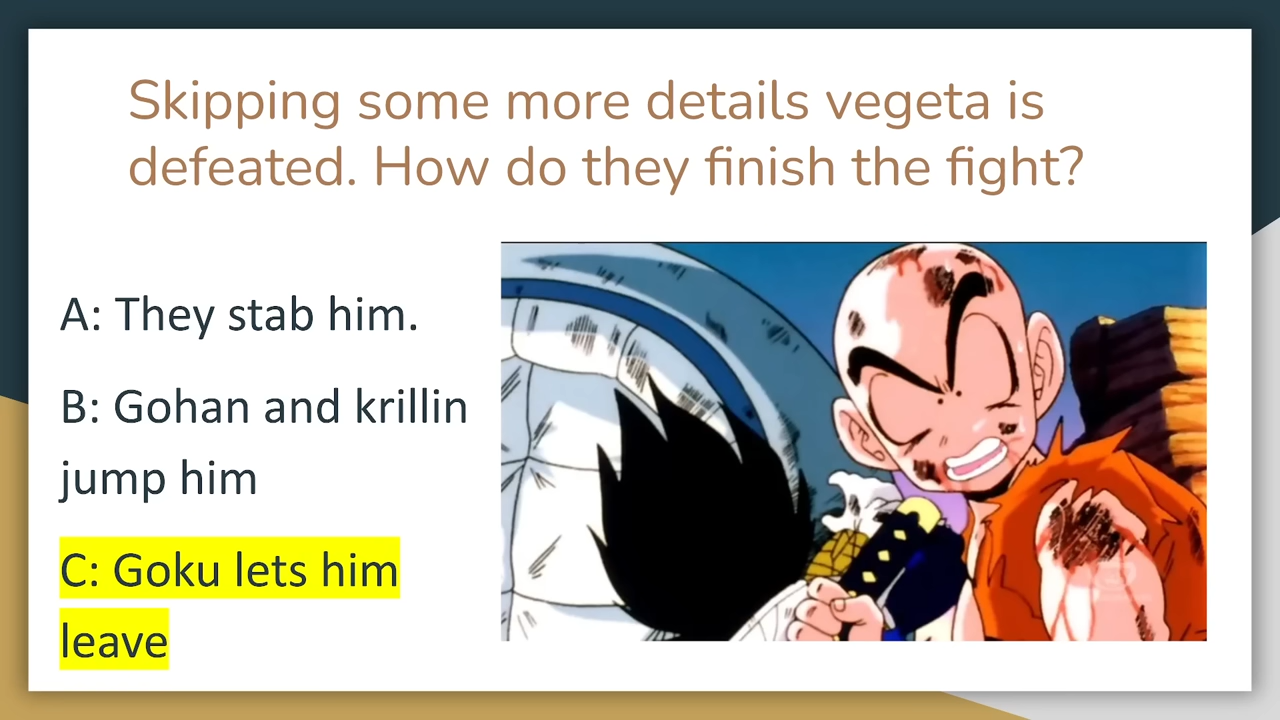 Skipping some more details vegeta is
defeated. How do they finish the fight?
A: They stab him.
B: Gohan and krillin
jump him
C: Goku lets him
leave